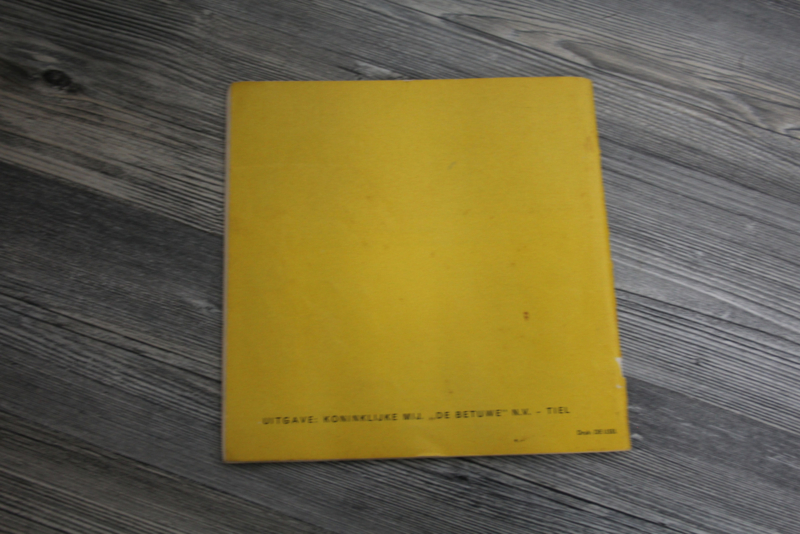 UITGAVE: KONINKLIJKE MIJ. „DE BETUWE” N.V. - TIEL